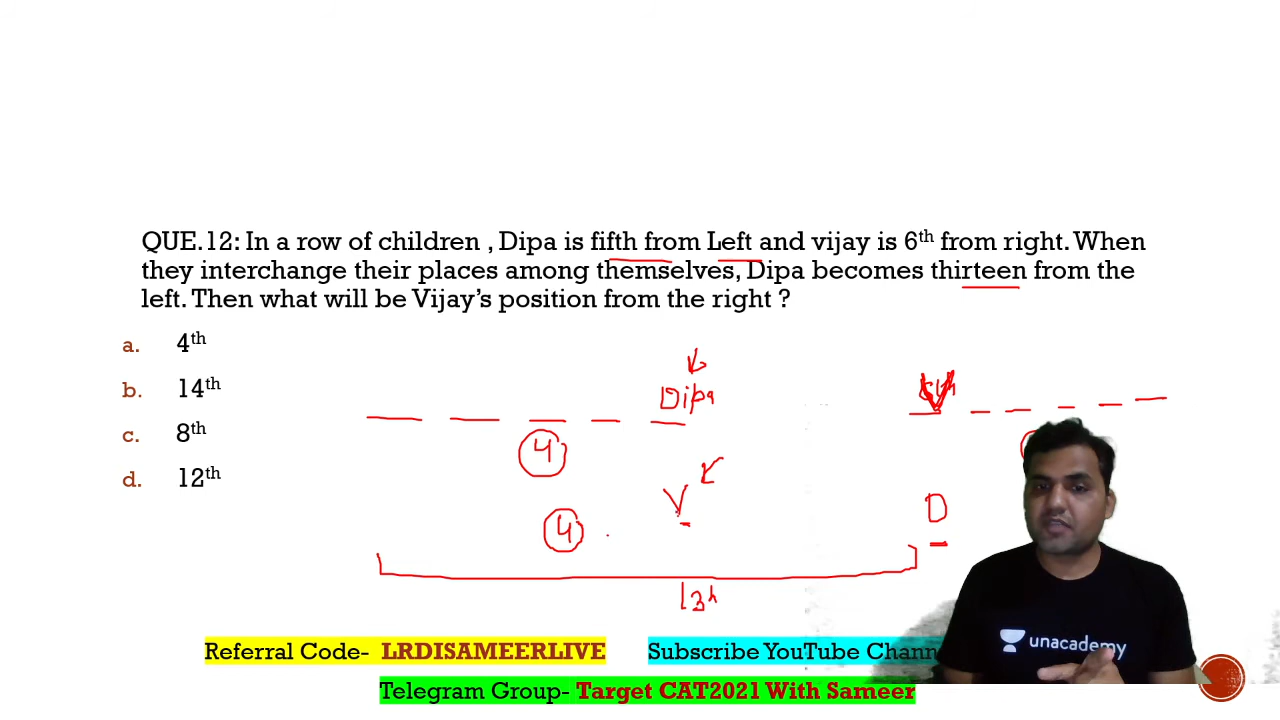 QUE.12: In a row of children , Dipa is fifth from Left and vijay is 6th from right. When
they interchange their places among themselves, Dipa becomes thirteen from the
left. Then what will be Vijay's position from the right ?
a. 4th
b. 14th
c. 8th
d. 12th
Dipa
4
V
4
D
13h
unacademy
Referral Code- LRDISAMEERLIVE
Subscribe YouTube Chann
Telegram Group- Target CAT2021 With Sameer